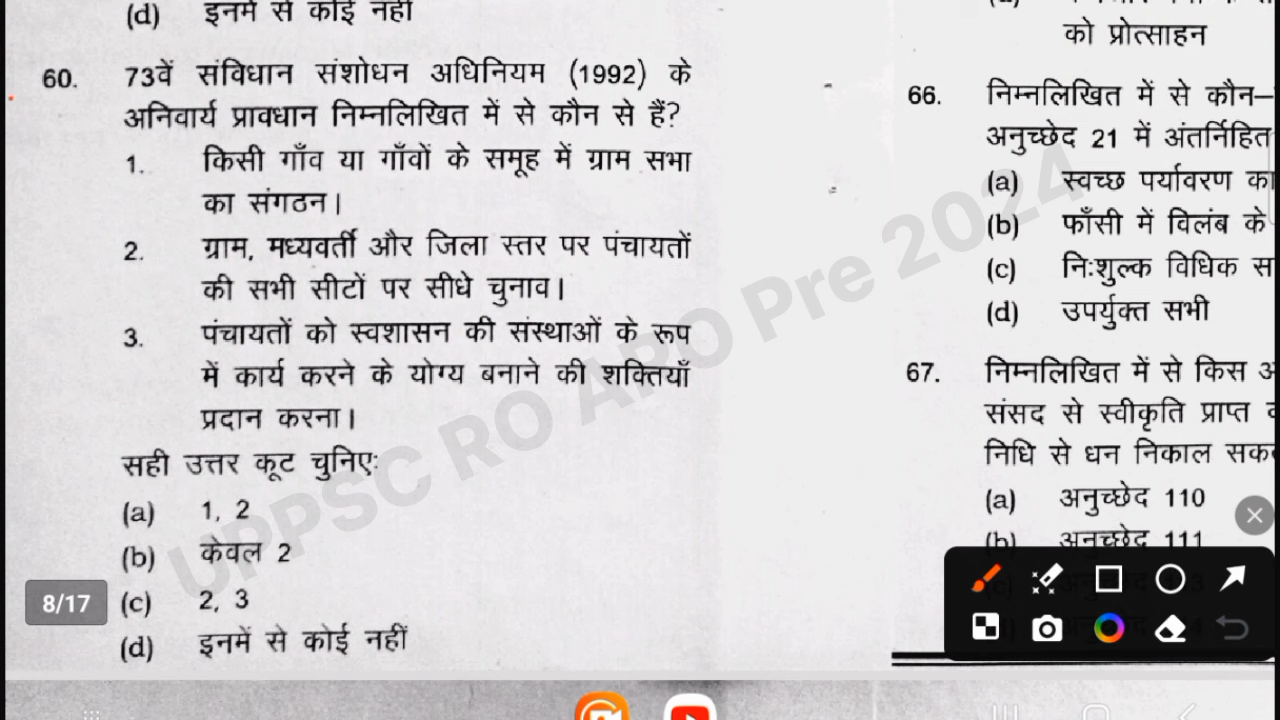 (d) इनमें से कोई नहीं
60. 73वें संविधान संशोधन अधिनियम (1992) के
अनिवार्य प्रावधान निम्नलिखित में से कौन से हैं?
1. किसी गाँव या गाँवों के समूह में ग्राम सभा
का संगठन।
2. ग्राम, मध्यवर्ती और जिला स्तर पर पंचायतों
की सभी सीटों पर सीधे चुनाव।
3. पंचायतों को स्वशासन की संस्थाओं के रूप
में कार्य करने के योग्य बनाने की शक्तियाँ
प्रदान करना।
सही उत्तर कूट चुनिएः
(a) 1, 2
(b) केवल 2
(c) 2, 3
(d) इनमें से कोई नहीं
8/17
को प्रोत्साहन
66. निम्नलिखित में से कौन–
अनुच्छेद 21 में अंतर्निहित
(a) स्वच्छ पर्यावरण का
(b) फाँसी में विलंब के
(c) निःशुल्क विधिक स
(d) उपर्युक्त सभी
67. निम्नलिखित में से किस अ
संसद से स्वीकृति प्राप्त
निधि से धन निकाल सक
(a) अनुच्छेद 110
(b) अनुच्छेद 111
UPPSC RO ARO Pre 2024